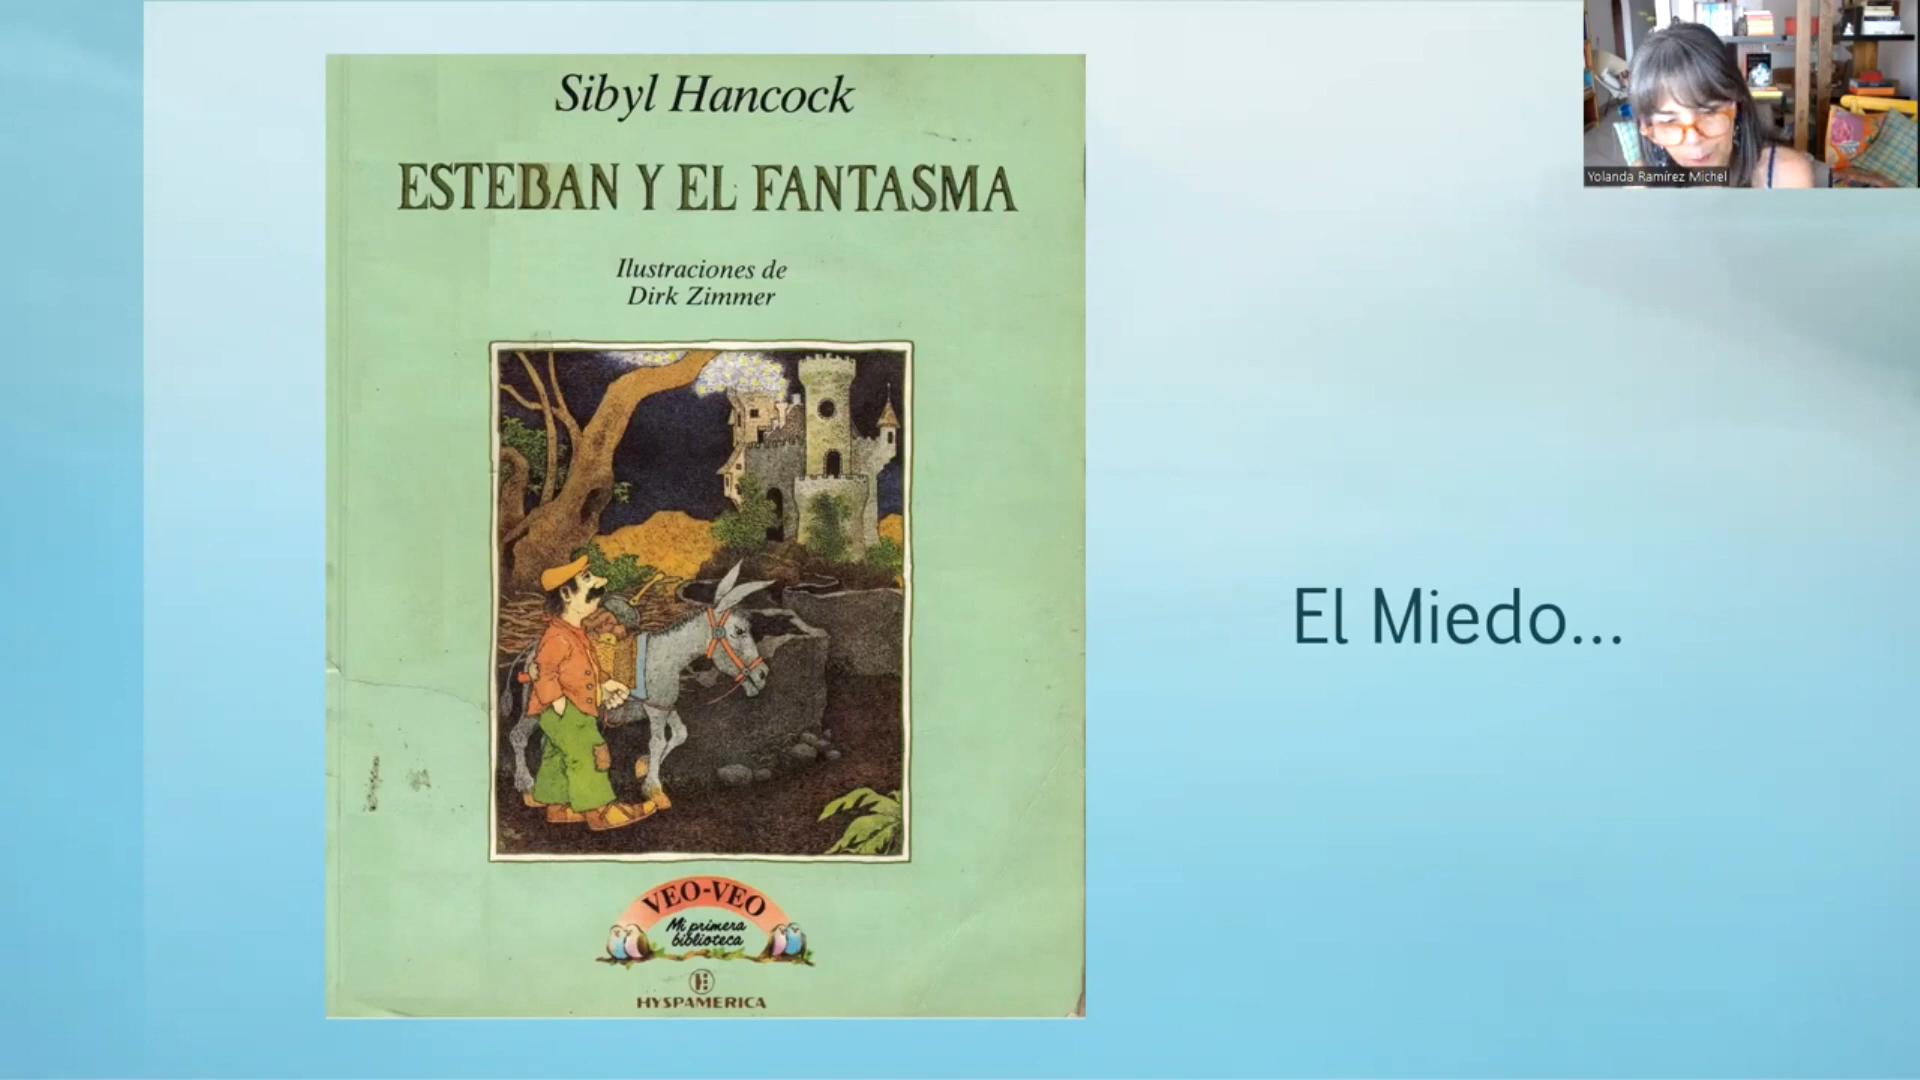 Sibyl Hancock
ESTEBAN Y EL FANTASMA
Ilustraciones de
Dirk Zimmer
VEO-VEO
Mi primera
biblioteca
HYSPAMERICA
El Miedo...
Yolanda Ramírez Michel